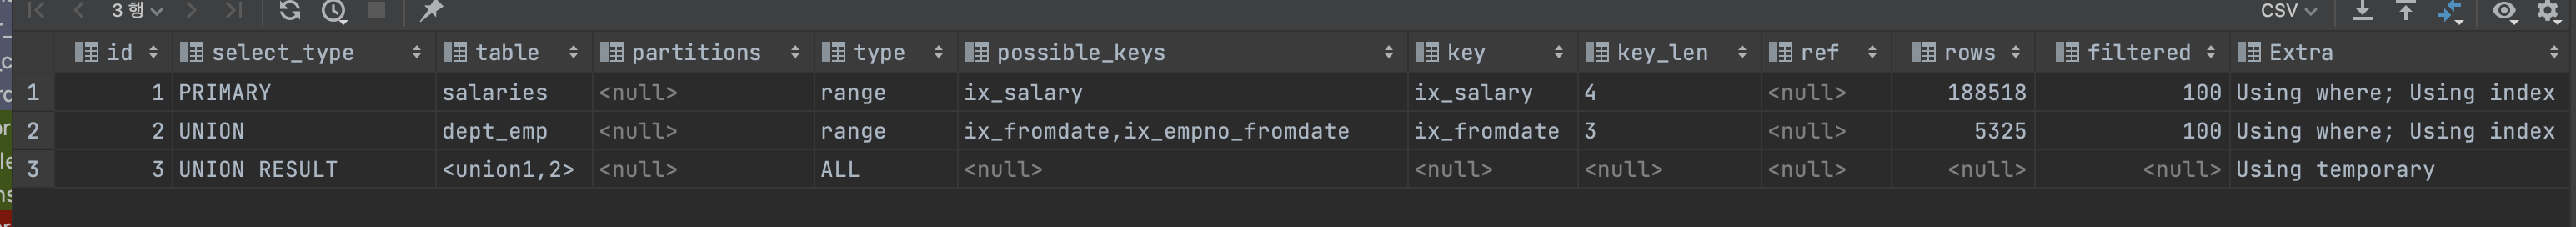 3 행 CSV
id select_type table partitions type possible_keys key key_len ref rows filtered Extra
1 1 PRIMARY salaries <null> range ix_salary ix_salary 4 <null> 188518 100 Using where; Using index
2 2 UNION dept_emp <null> range ix_fromdate,ix_empno_fromdate ix_fromdate 3 <null> 5325 100 Using where; Using index
3 3 UNION RESULT <union1,2> <null> ALL <null> <null> <null> <null> <null> <null> Using temporary